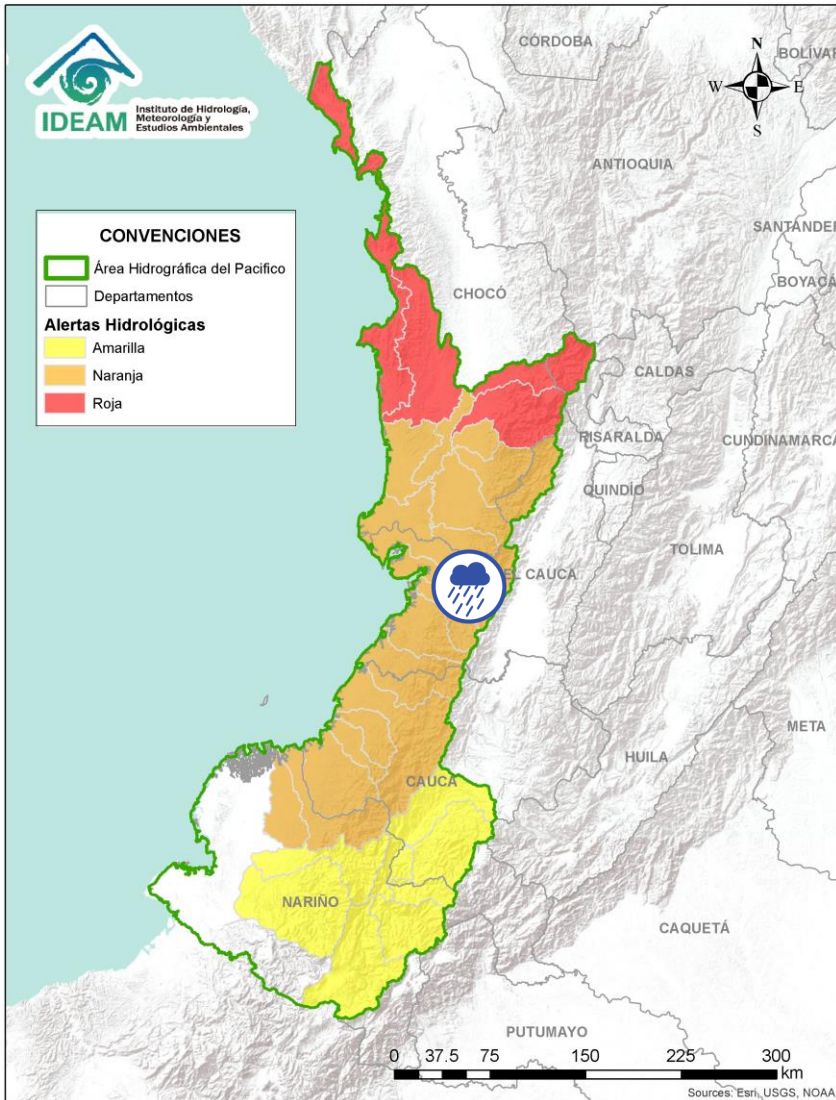 IDEAM
Instituto de Hidrología,
Meteorología y
Estudios Ambientales
N
W
E
S
CONVENCIONES
Área Hidrográfica del Pacifico
Departamentos
Alertas Hidrológicas
Amarilla
Naranja
Roja
CÓRDOBA
BOLÍVAR
ANTIOQUIA
SANTANDER
BOYACÁ
CHOCÓ
CALDAS
RISARALDA
CUNDINAMARCA
QUINDÍO
TOLIMA
EL CAUCA
META
HUILA
CAUCA
NARIÑO
CAQUETÁ
PUTUMAYO
0 37.5 75 150 225 300
km
Sources: Esri, USGS, NOAA